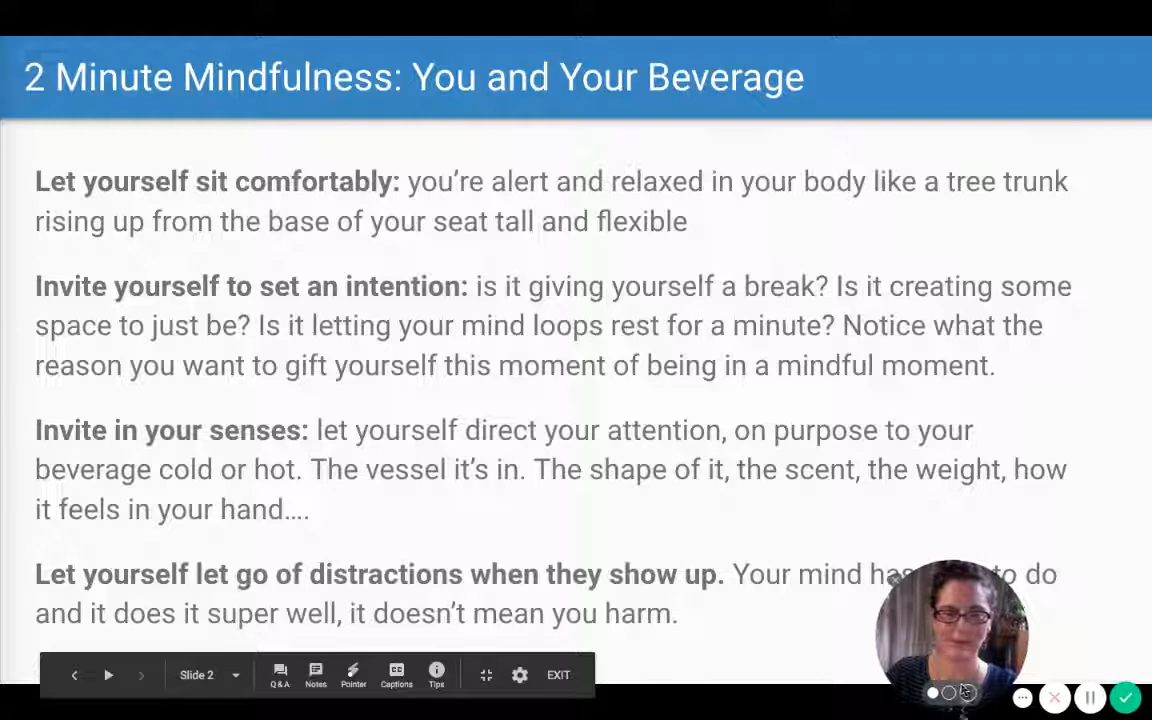 2 Minute Mindfulness: You and Your Beverage
Let yourself sit comfortably: you're alert and relaxed in your body like a tree trunk
rising up from the base of your seat tall and flexible
Invite yourself to set an intention: is it giving yourself a break? Is it creating some
space to just be? Is it letting your mind loops rest for a minute? Notice what the
reason you want to gift yourself this moment of being in a mindful moment.
Invite in your senses: let yourself direct your attention, on purpose to your
beverage cold or hot. The vessel it's in. The shape of it, the scent, the weight, how
it feels in your hand....
Let yourself let go of distractions when they show up. Your mind has to do
and it does it super well, it doesn't mean you harm.
Slide 2
Q&A Notes Pointer Captions Tips
EXIT